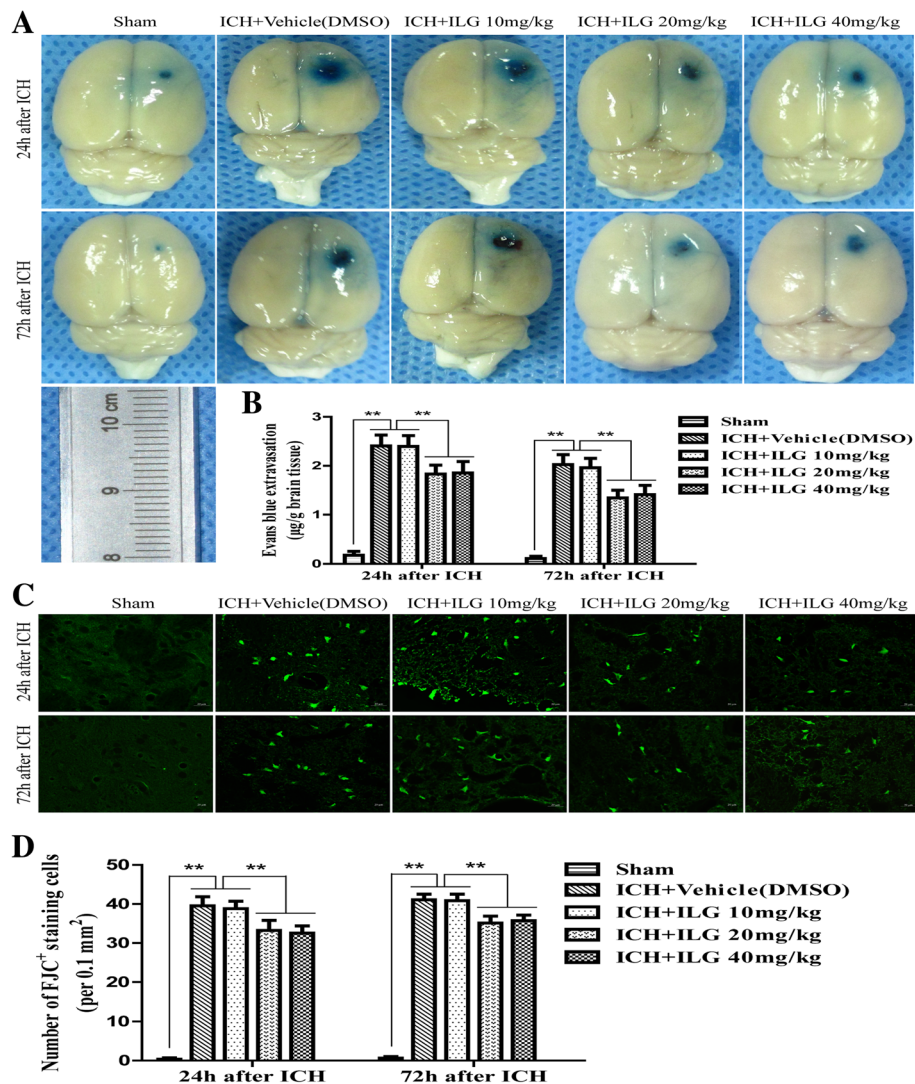 A
Sham ICH+Vehicle(DMSO) ICH+ILG 10mg/kg ICH+ILG 20mg/kg ICH+ILG 40mg/kg
24h after ICH
72h after ICH
10 cm
9
8
B
Evans blue extravasation
(μg/g brain tissue)
3
2
1
0
** ** ** **
24h after ICH 72h after ICH
Sham
ICH+Vehicle(DMSO)
ICH+ILG 10mg/kg
ICH+ILG 20mg/kg
ICH+ILG 40mg/kg
C
Sham ICH+Vehicle(DMSO) ICH+ILG 10mg/kg ICH+ILG 20mg/kg ICH+ILG 40mg/kg
24h after ICH
72h after ICH
D
Number of FJC+ staining cells
(per 0.1 mm2)
50
40
30
20
10
0
** ** ** **
24h after ICH 72h after ICH
Sham
ICH+Vehicle(DMSO)
ICH+ILG 10mg/kg
ICH+ILG 20mg/kg
ICH+ILG 40mg/kg